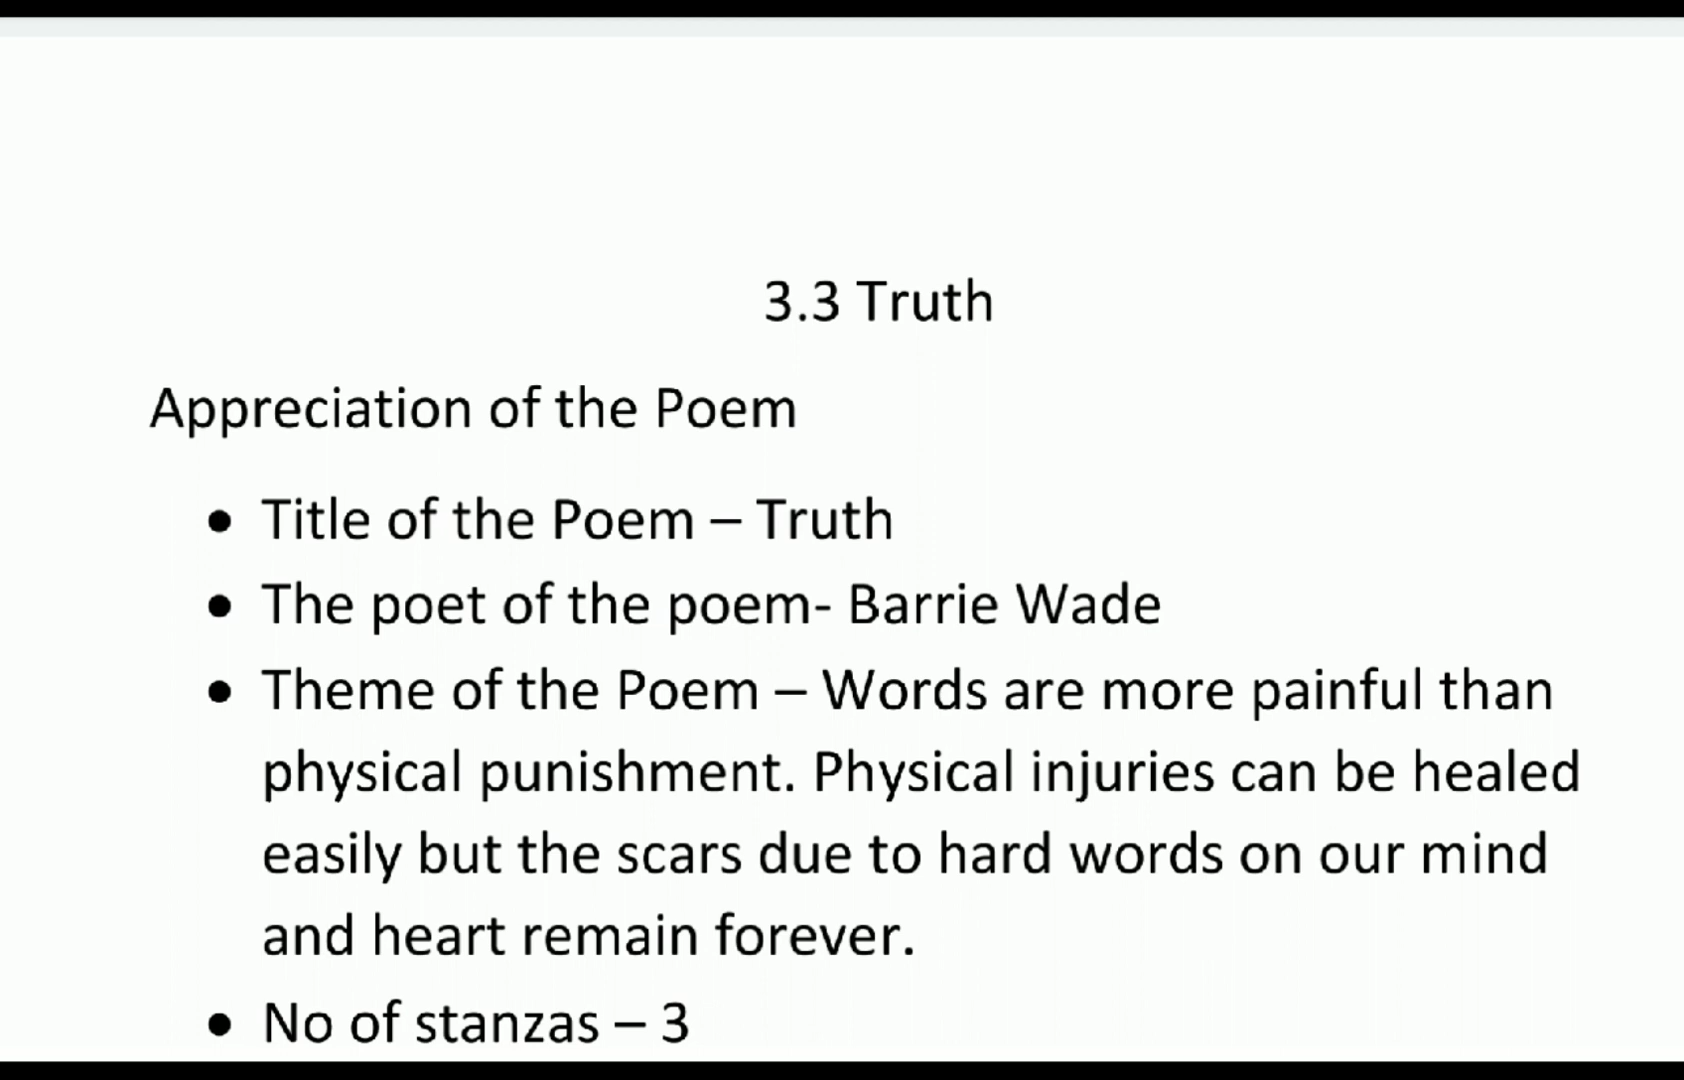 3.3 Truth
Appreciation of the Poem
• Title of the Poem – Truth
• The poet of the poem- Barrie Wade
• Theme of the Poem – Words are more painful than
physical punishment. Physical injuries can be healed
easily but the scars due to hard words on our mind
and heart remain forever.
• No of stanzas – 3